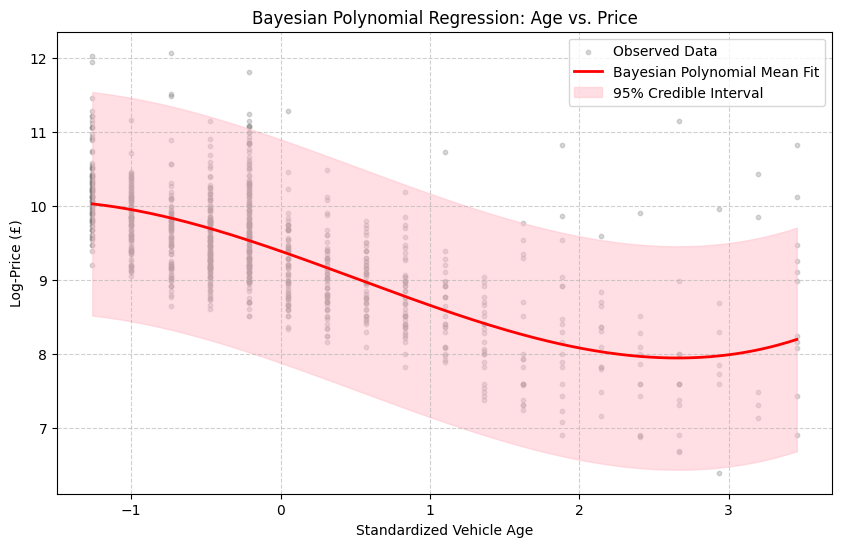 Bayesian Polynomial Regression: Age vs. Price
Observed Data
Bayesian Polynomial Mean Fit
95% Credible Interval
Log-Price (£)
12
11
10
9
8
7
−1
0
1
2
3
Standardized Vehicle Age